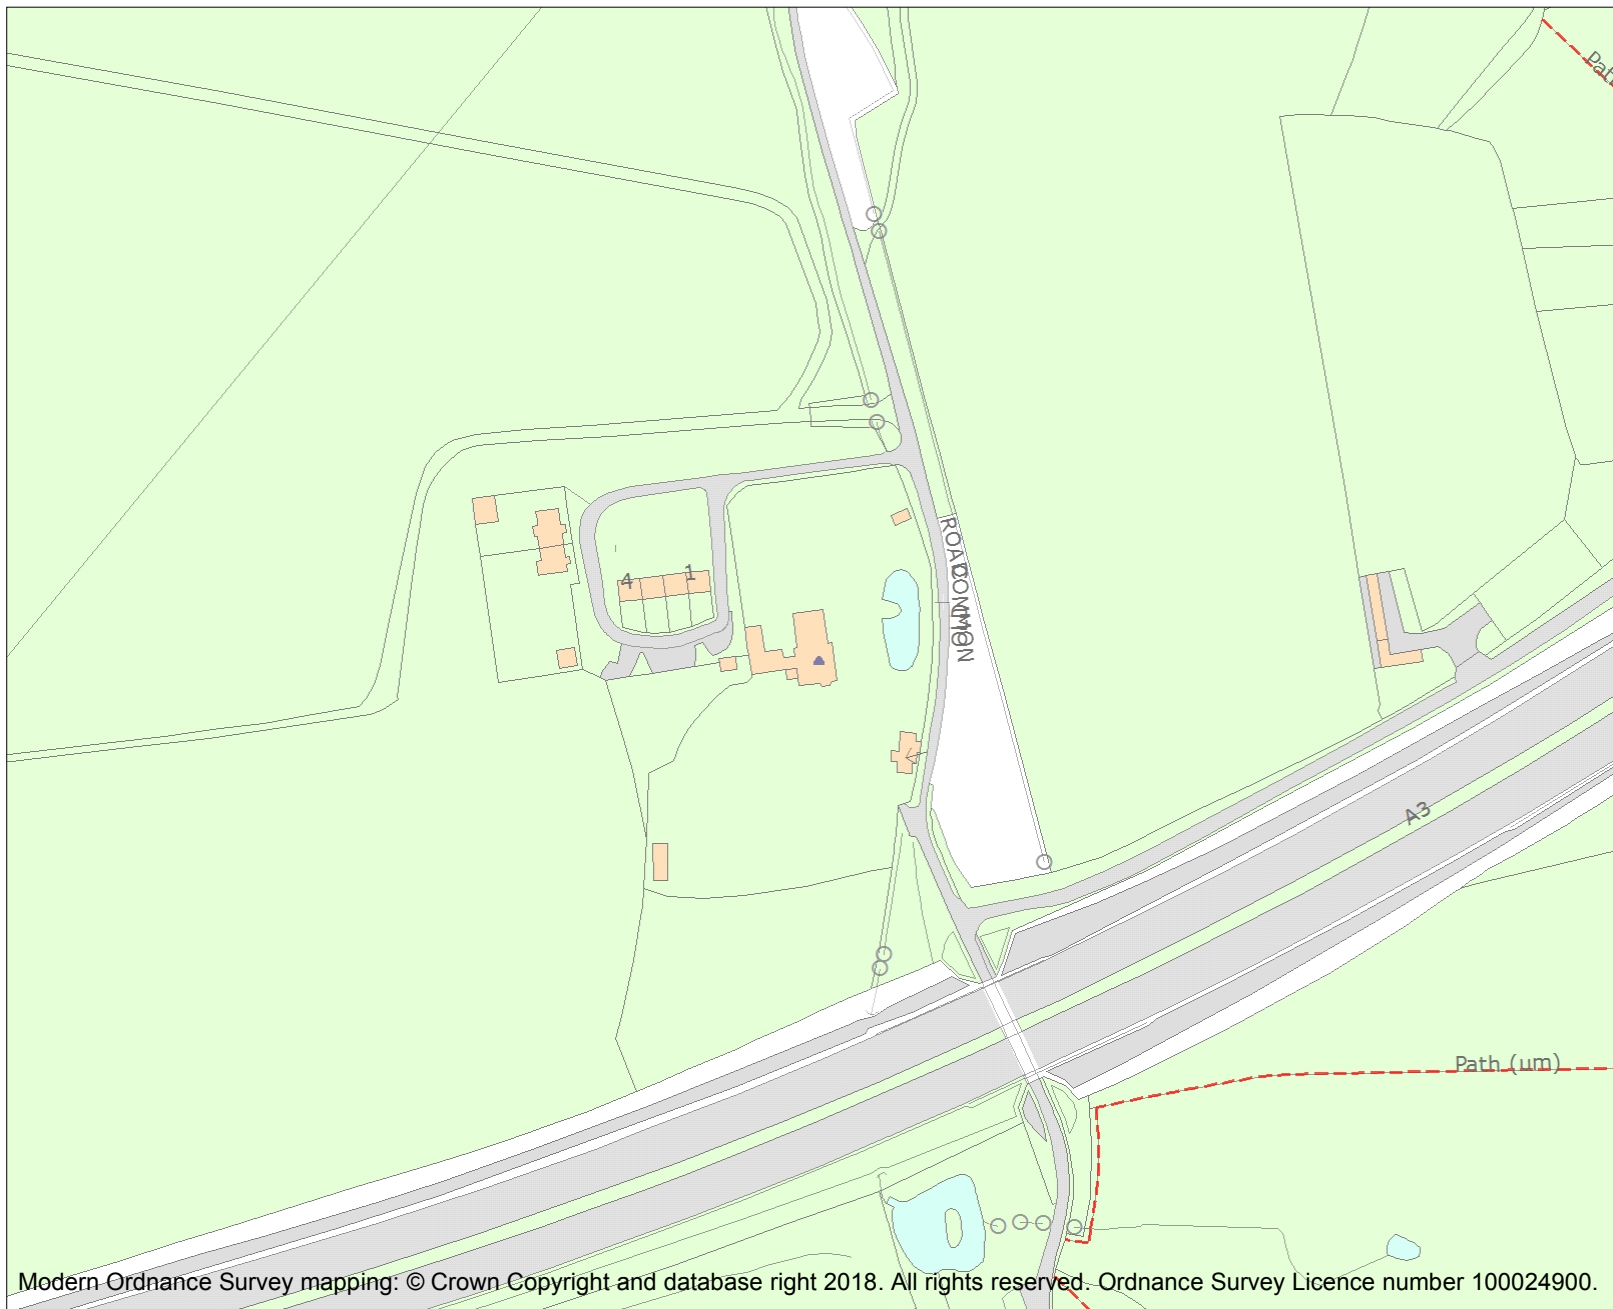 Path
ROAD
COMMON
4
1
A3
Path (um)
Modern Ordnance Survey mapping: © Crown Copyright and database right 2018. All rights reserved. Ordnance Survey Licence number 100024900.